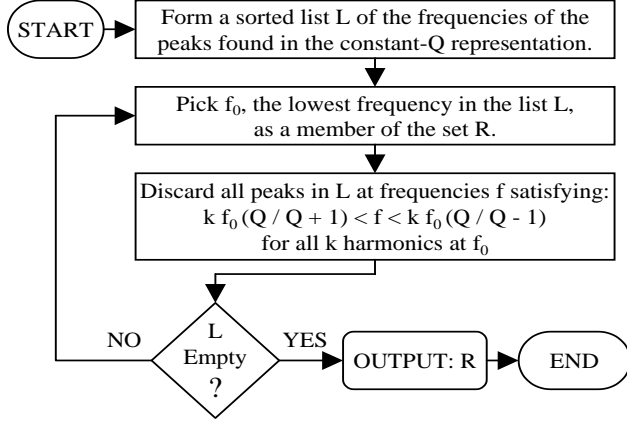 START
Form a sorted list L of the frequencies of the
peaks found in the constant-Q representation.
Pick f₀, the lowest frequency in the list L,
as a member of the set R.
Discard all peaks in L at frequencies f satisfying:
k f₀ (Q / Q + 1) < f < k f₀ (Q / Q - 1)
for all k harmonics at f₀
NO
L
Empty
?
YES
OUTPUT: R
END